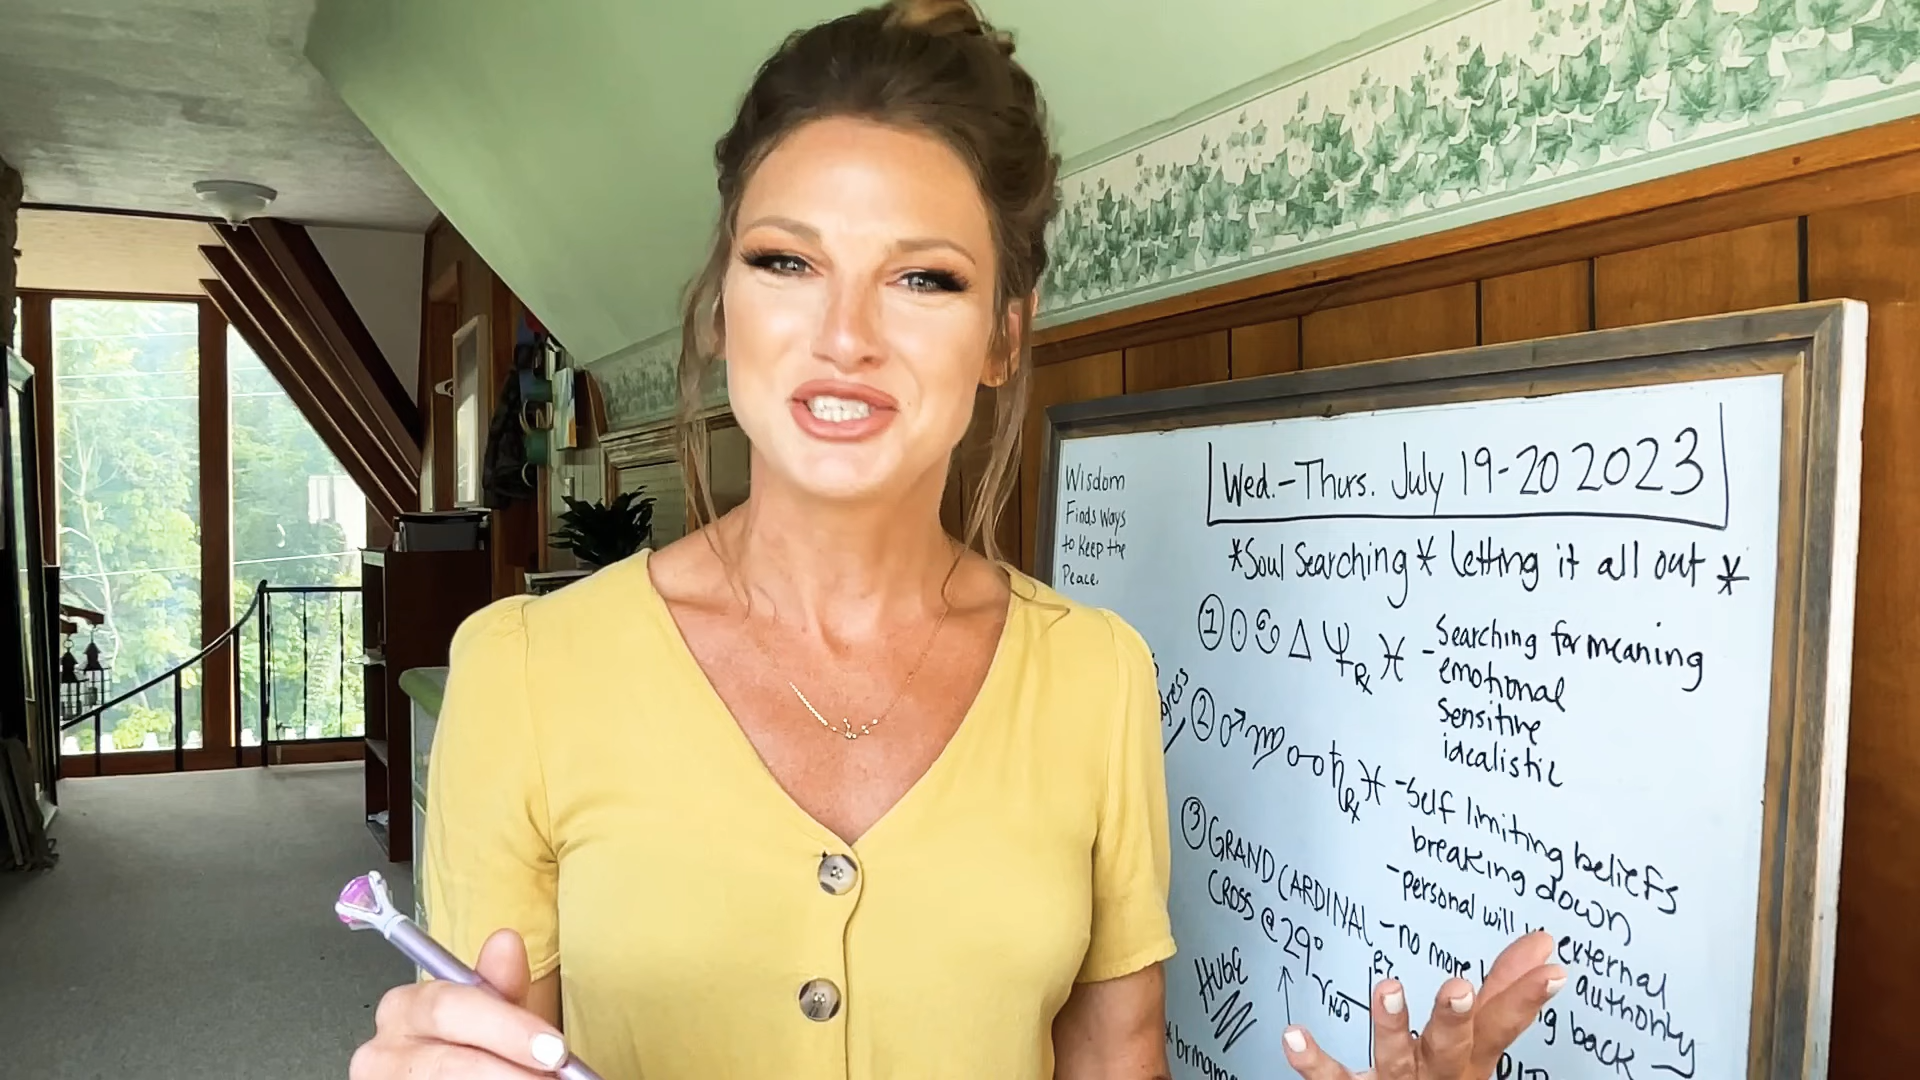 Wisdom
Finds Ways
to Keep the
Peace.
Wed.-Thurs. July 19-20 2023
*Soul Searching * letting it all out *
① ☉ ♋ △ ♆ ℞ ♓ - Searching for meaning
emotional
Sensitive
idealistic
② ♂ ♍ ☍ ♄ ℞ ♓ - Self limiting beliefs
breaking down
- personal will external
authority
③ GRAND CARDINAL - no more
CROSS @ 29°
back
HUGE